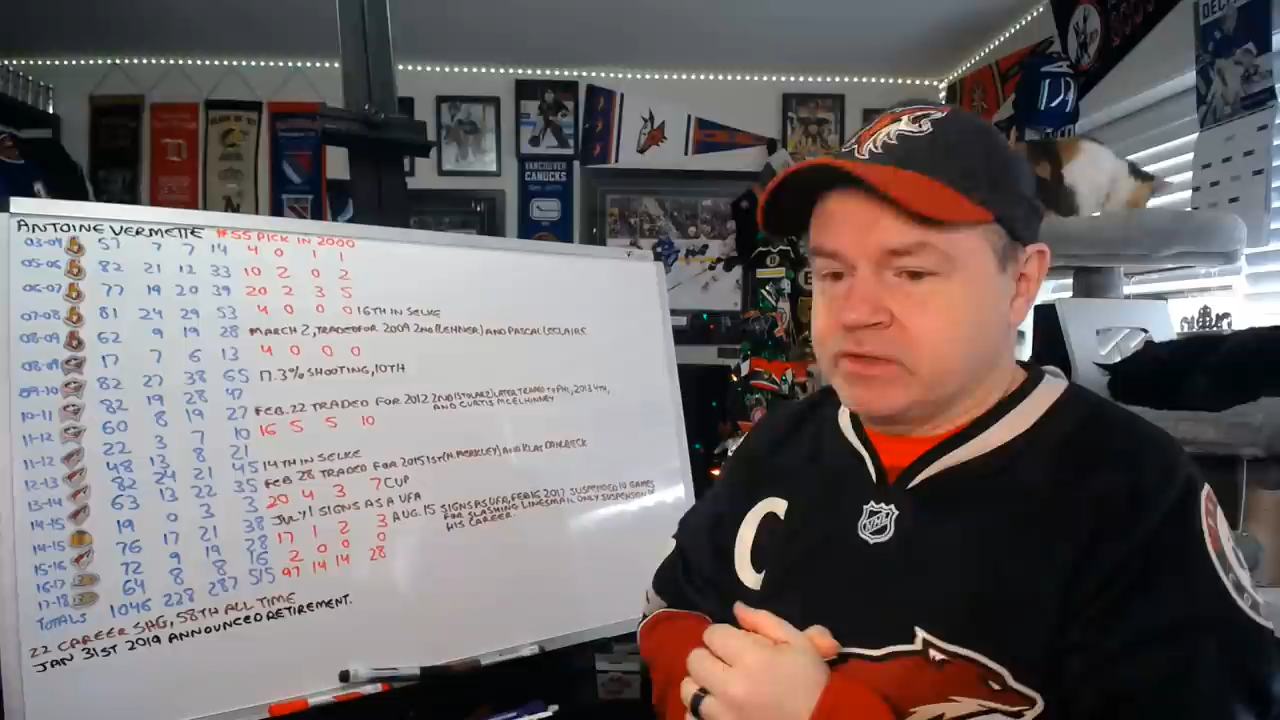 ANTOINE VERMETTE #55 PICK IN 2000
03-04 57 7 7 14 4 0 1 1
05-06 82 21 12 33 10 2 0 2
06-07 77 19 20 39 20 2 3 5
07-08 81 24 29 53 4 0 0 0 16TH IN SELKE
08-09 62 9 19 28 MARCH 2, TRADED FOR 2009 2ND (LEHNER) AND PASCAL LECLAIRE
08-09 17 7 6 13 4 0 0 0
09-10 82 27 38 65 17.3% SHOOTING, 10TH
10-11 82 19 28 47
11-12 60 8 19 27 FEB. 22 TRADED FOR 2012 2ND (STOLARZ) LATER TRADED TO PHI, 2013 4TH,
AND CURTIS MCELHINNEY
11-12 22 3 7 10 16 5 5 10
12-13 48 13 8 21
13-14 82 24 21 45 14TH IN SELKE
14-15 63 13 22 35 FEB 28 TRADED FOR 2015 1ST (N. MERKLEY) AND KLAS DAHLBECK
14-15 19 0 3 3 20 4 3 7 CUP
15-16 76 17 21 38 JULY 1 SIGNS AS A UFA
16-17 72 9 19 28 17 1 2 3 AUG. 15 SIGNS AS UFA, FEB 16 2017 SUSPENDED 10 GAMES
FOR SLASHING LINESMAN, ONLY SUSPENSION OF
HIS CAREER.
17-18 64 8 8 16 2 0 0 0
TOTALS 1046 228 287 515 97 14 14 28
22 CAREER SHG, 58TH ALL TIME
JAN 31ST 2019 ANNOUNCED RETIREMENT.
VANCOUVER
CANUCKS
C
NHL